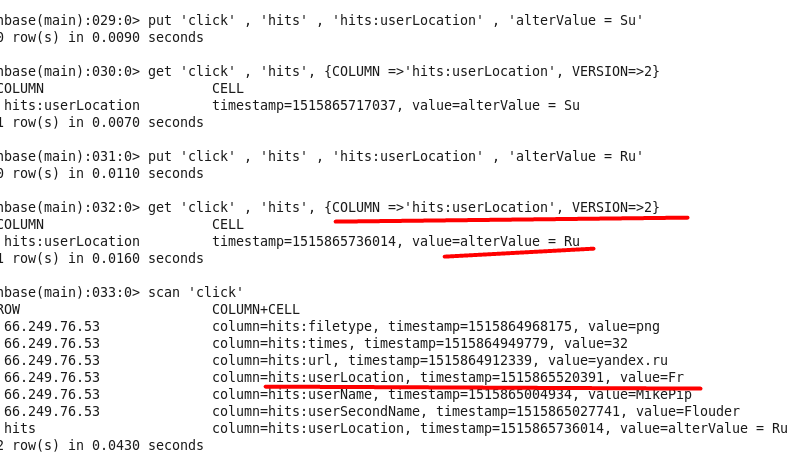 hbase(main):029:0> put 'click' , 'hits' , 'hits:userLocation' , 'alterValue = Su'
0 row(s) in 0.0090 seconds
hbase(main):030:0> get 'click' , 'hits', {COLUMN =>'hits:userLocation', VERSION=>2}
COLUMN CELL
hits:userLocation timestamp=1515865717037, value=alterValue = Su
1 row(s) in 0.0070 seconds
hbase(main):031:0> put 'click' , 'hits' , 'hits:userLocation' , 'alterValue = Ru'
0 row(s) in 0.0110 seconds
hbase(main):032:0> get 'click' , 'hits', {COLUMN =>'hits:userLocation', VERSION=>2}
COLUMN CELL
hits:userLocation timestamp=1515865736014, value=alterValue = Ru
1 row(s) in 0.0160 seconds
hbase(main):033:0> scan 'click'
ROW COLUMN+CELL
66.249.76.53 column=hits:filetype, timestamp=1515864968175, value=png
66.249.76.53 column=hits:times, timestamp=1515864949779, value=32
66.249.76.53 column=hits:url, timestamp=1515864912339, value=yandex.ru
66.249.76.53 column=hits:userLocation, timestamp=1515865520391, value=Fr
66.249.76.53 column=hits:userName, timestamp=1515865004934, value=MikePip
66.249.76.53 column=hits:userSecondName, timestamp=1515865027741, value=Flouder
hits column=hits:userLocation, timestamp=1515865736014, value=alterValue = Ru
2 row(s) in 0.0430 seconds